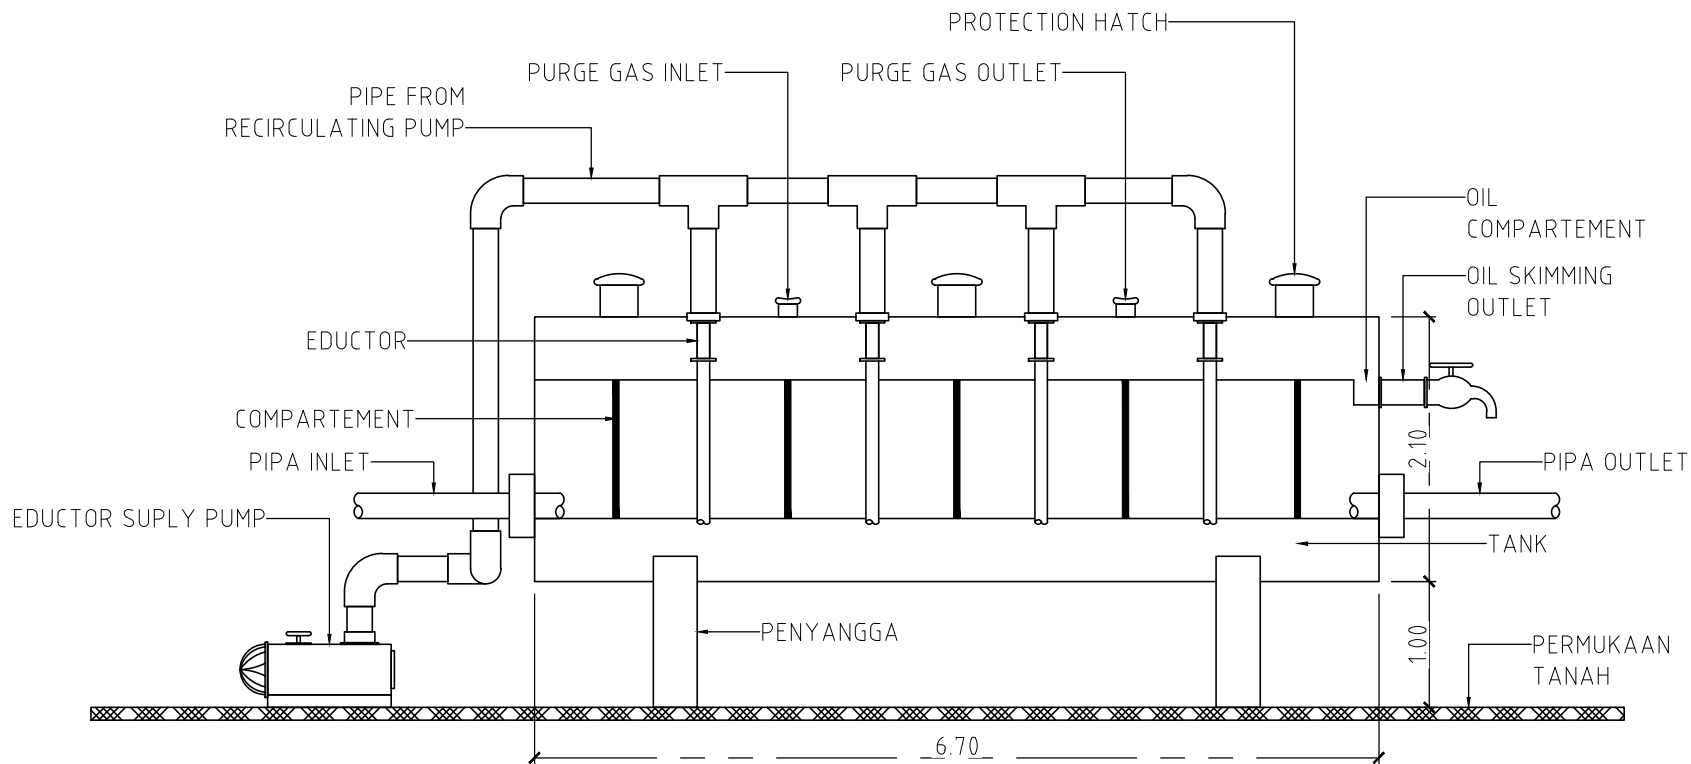 PROTECTION HATCH
PURGE GAS INLET
PURGE GAS OUTLET
PIPE FROM
RECIRCULATING PUMP
OIL
COMPARTEMENT
OIL SKIMMING
OUTLET
EDUCTOR
COMPARTEMENT
2.10
PIPA INLET
PIPA OUTLET
EDUCTOR SUPLY PUMP
TANK
PENYANGGA
1.00
PERMUKAAN
TANAH
6.70